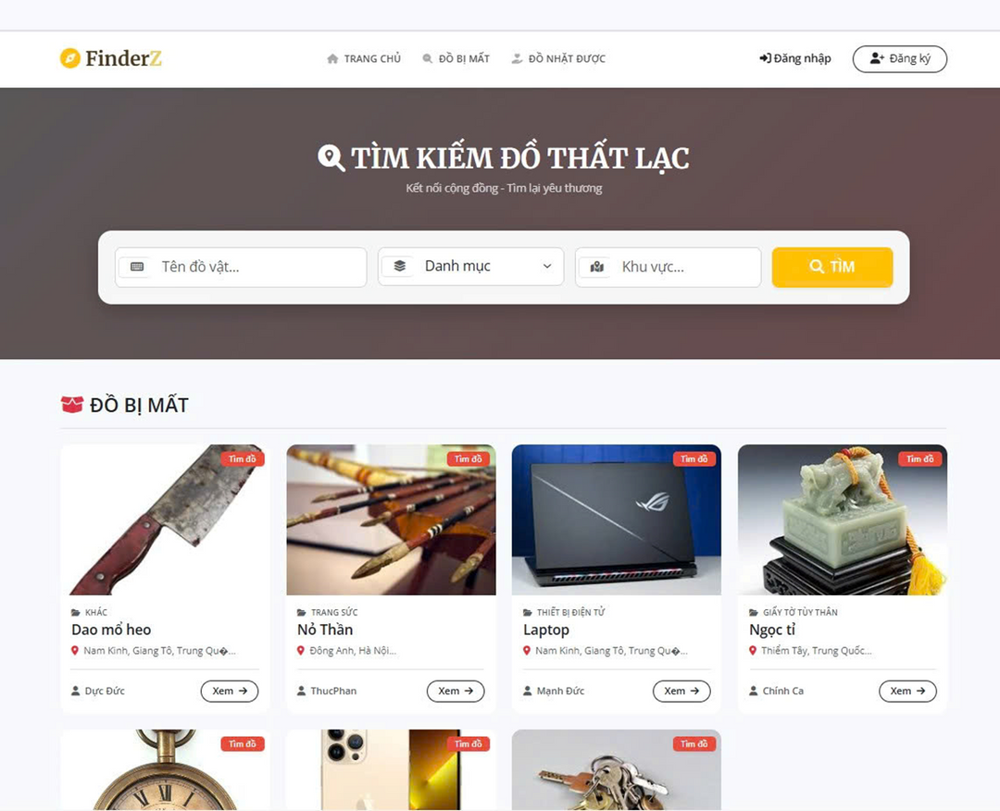 FinderZ
TRANG CHỦ
ĐỒ BỊ MẤT
ĐỒ NHẶT ĐƯỢC
Đăng nhập
Đăng ký
TÌM KIẾM ĐỒ THẤT LẠC
Kết nối cộng đồng - Tìm lại yêu thương
Tên đồ vật...
Danh mục
Khu vực...
TÌM
ĐỒ BỊ MẤT
Tìm đồ
Tìm đồ
Tìm đồ
Tìm đồ
KHÁC
TRANG SỨC
THIẾT BỊ ĐIỆN TỬ
GIẤY TỜ TÙY THÂN
Dao mổ heo
Nỏ Thần
Laptop
Ngọc tỉ
Nam Kinh, Giang Tô, Trung Qu�...
Đông Anh, Hà Nội...
Nam Kinh, Giang Tô, Trung Qu�...
Thiểm Tây, Trung Quốc...
Dực Đức
Xem →
ThucPhan
Xem →
Mạnh Đức
Xem →
Chính Ca
Xem →
Tìm đồ
Tìm đồ
Tìm đồ